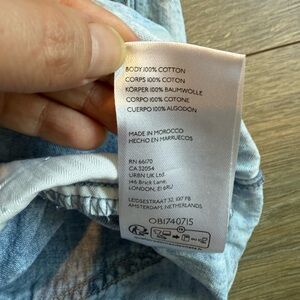 BODY 100% COTTON
CORPS 100% COTON
KÖRPER 100% BAUMWOLLE
CORPO 100% COTONE
CUERPO 100% ALGODÓN
MADE IN MOROCCO
HECHO EN MARRUECOS
RN 66170
CA 32054
URBN UK Ltd.
146 Brick Lane,
LONDON, E1 6RU
LEIDSESTRAAT 32, 1017 PB
AMSTERDAM, NETHERLANDS
OB1740715